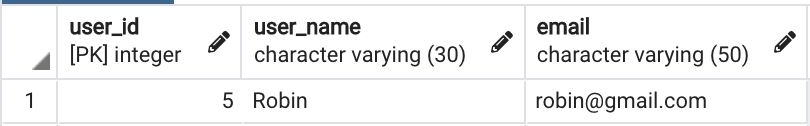 user_id user_name email
[PK] integer character varying (30) character varying (50)
1 5 Robin robin@gmail.com